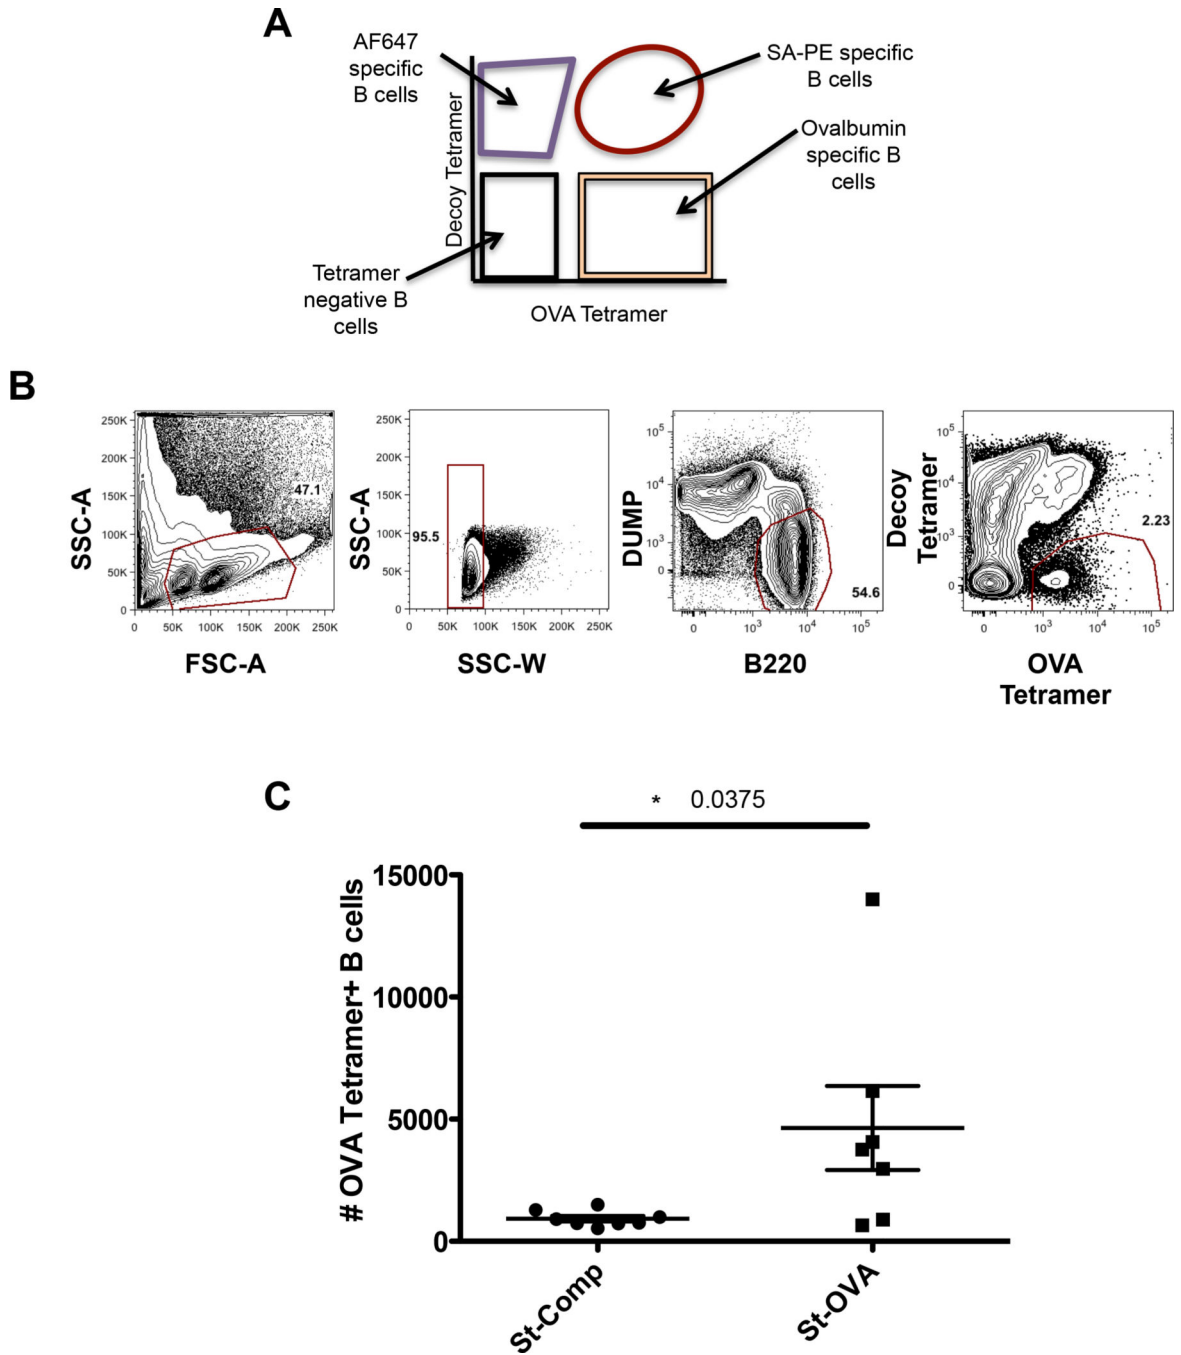 A
AF647
specific
B cells
SA-PE specific
B cells
Ovalbumin
specific B
cells
Decoy Tetramer
Tetramer
negative B
cells
OVA Tetramer
B
250K
200K
150K
100K
50K
0
47.1
0 50K 100K 150K 200K 250K
SSC-A
FSC-A
250K
200K
150K
100K
50K
0
95.5
0 50K 100K 150K 200K 250K
SSC-A
SSC-W
10^5
10^4
10^3
0
54.6
0 10^3 10^4 10^5
DUMP
B220
10^5
10^4
10^3
0
2.23
0 10^3 10^4 10^5
Decoy
Tetramer
OVA
Tetramer
C
* 0.0375
# OVA Tetramer+ B cells
15000
10000
5000
0
St-Comp
St-OVA